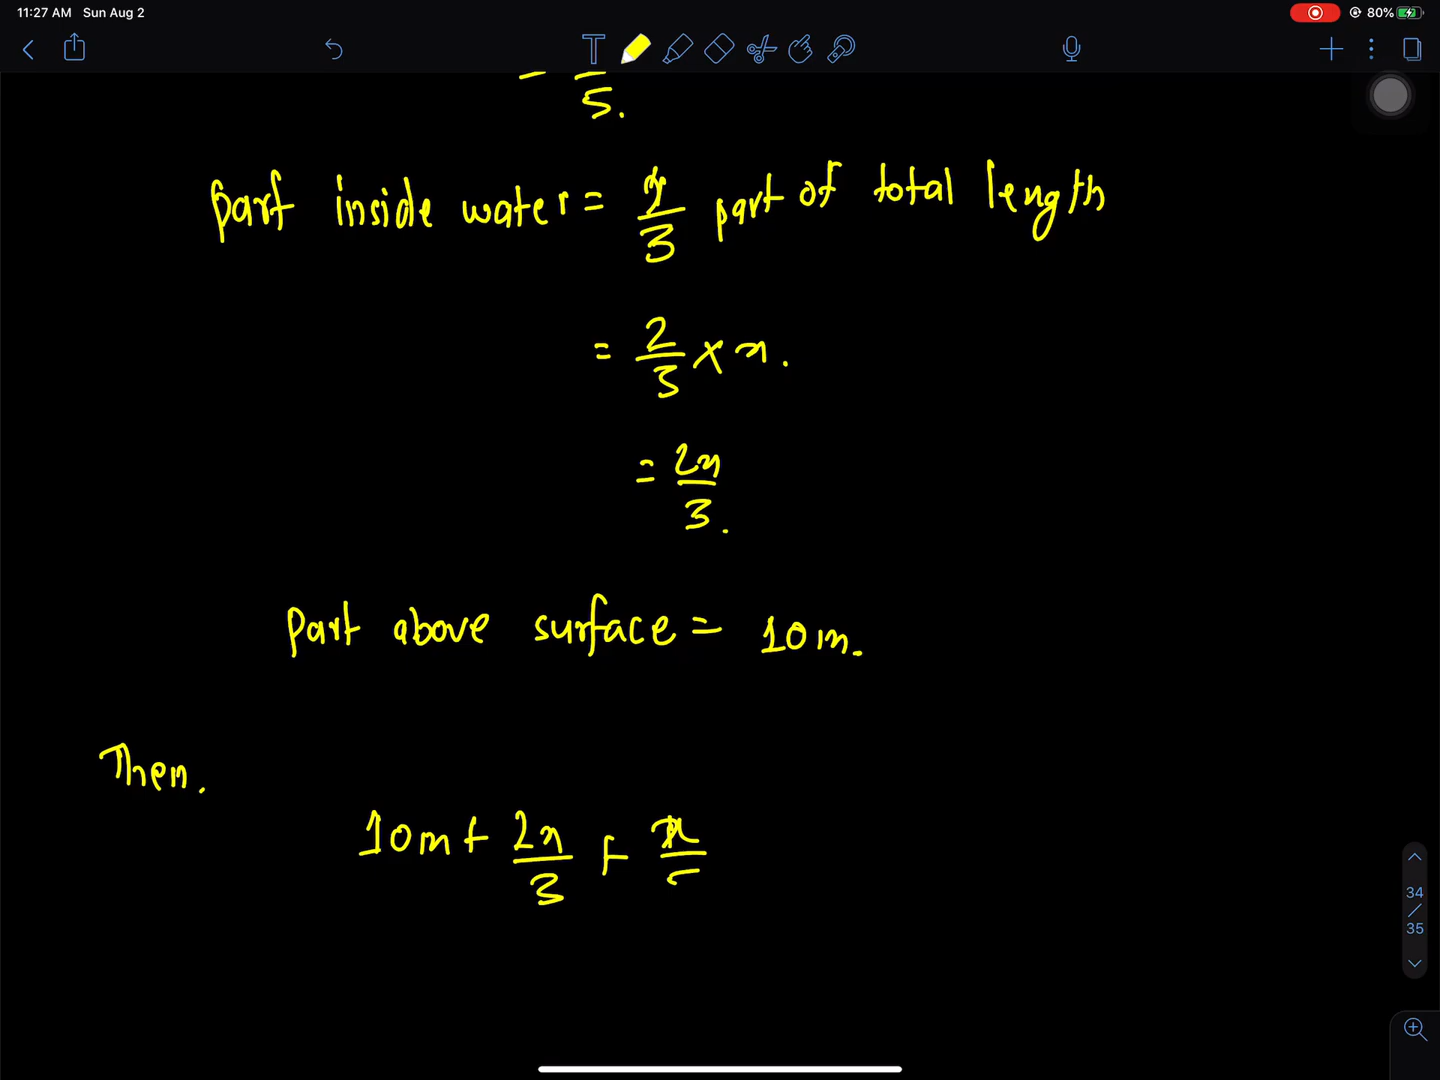 11:27 AM Sun Aug 2
80%
5.
part inside water = 2/3 part of total length
= 2/3 × x.
= 2x/3.
Part above surface = 10m.
Then.
10m + 2x/3 + x/
34
35